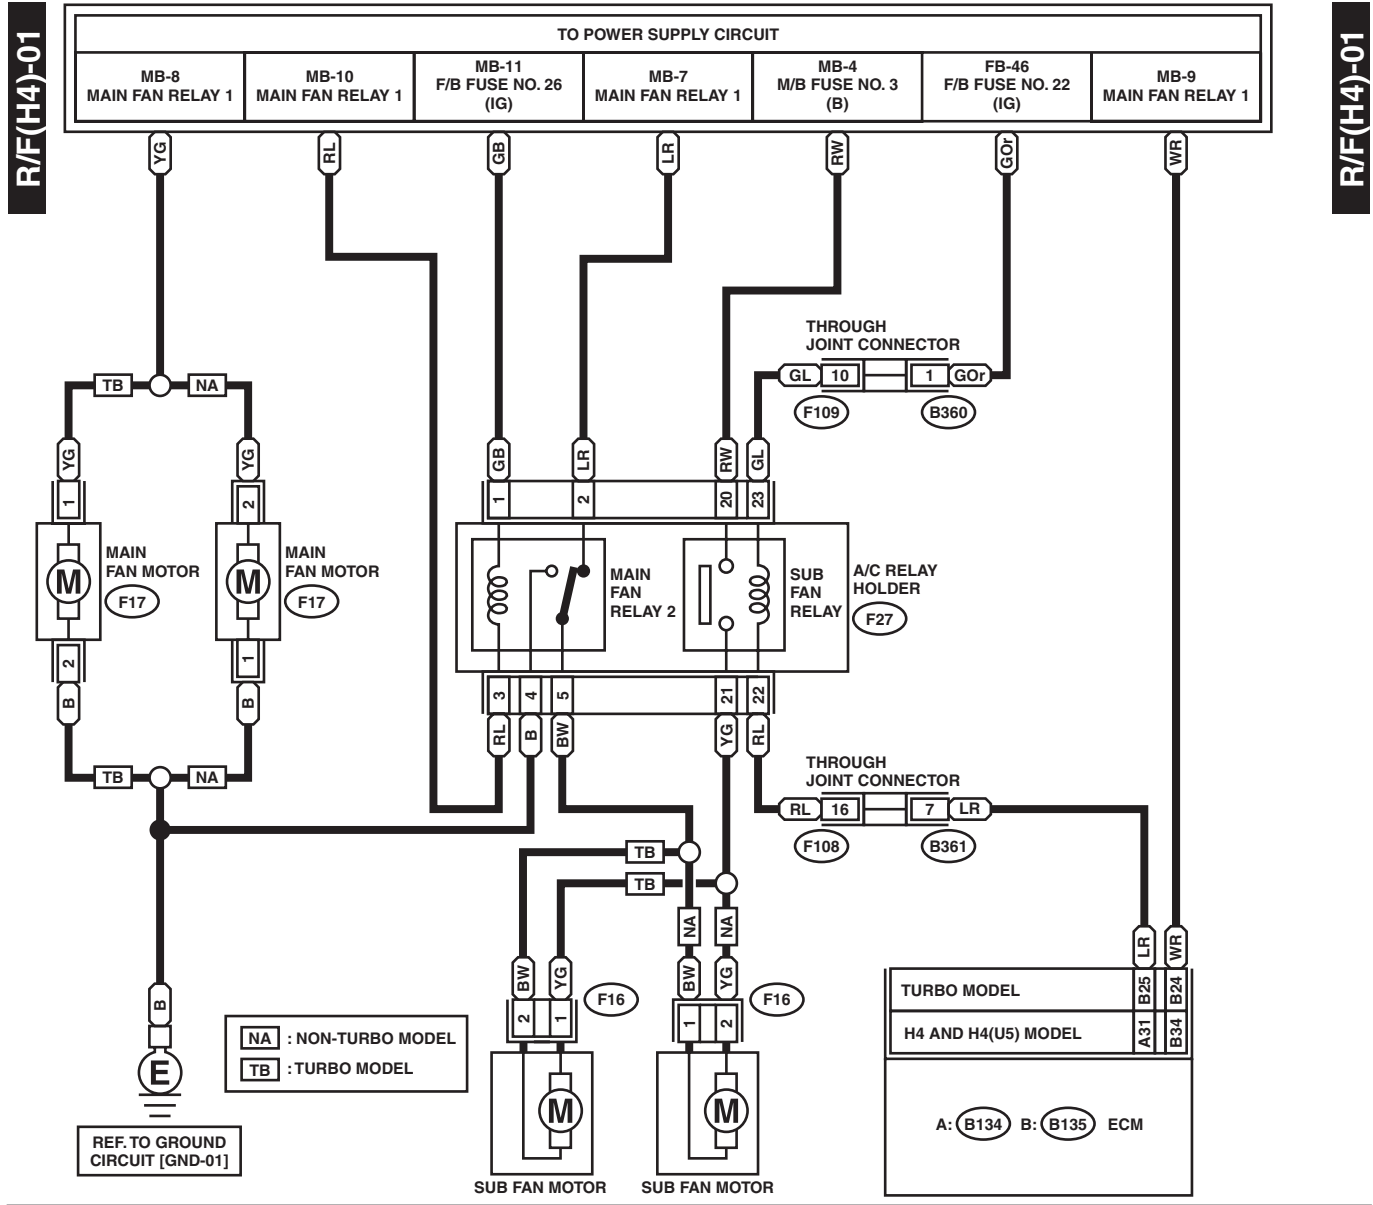 R/F(H4)-01
R/F(H4)-01
TO POWER SUPPLY CIRCUIT
MB-8
MAIN FAN RELAY 1
MB-10
MAIN FAN RELAY 1
MB-11
F/B FUSE NO. 26
(IG)
MB-7
MAIN FAN RELAY 1
MB-4
M/B FUSE NO. 3
(B)
FB-46
F/B FUSE NO. 22
(IG)
MB-9
MAIN FAN RELAY 1
YG
RL
GB
LR
RW
GOr
WR
THROUGH
JOINT CONNECTOR
GL
10
1
GOr
F109
B360
TB
NA
YG
YG
GB
LR
RW
GL
1
2
1
2
20
23
M
MAIN
FAN MOTOR
F17
M
MAIN
FAN MOTOR
F17
MAIN
FAN
RELAY 2
SUB
FAN
RELAY
A/C RELAY
HOLDER
F27
2
1
3
4
5
21
22
B
B
RL
B
BW
YG
RL
TB
NA
THROUGH
JOINT CONNECTOR
RL
16
7
LR
F108
B361
TB
TB
NA
NA
BW
YG
BW
YG
LR
WR
2
1
F16
1
2
F16
TURBO MODEL
B25
B24
H4 AND H4(U5) MODEL
A31
B34
B
E
REF. TO GROUND
CIRCUIT [GND-01]
NA : NON-TURBO MODEL
TB : TURBO MODEL
M
SUB FAN MOTOR
M
SUB FAN MOTOR
A: B134 B: B135 ECM